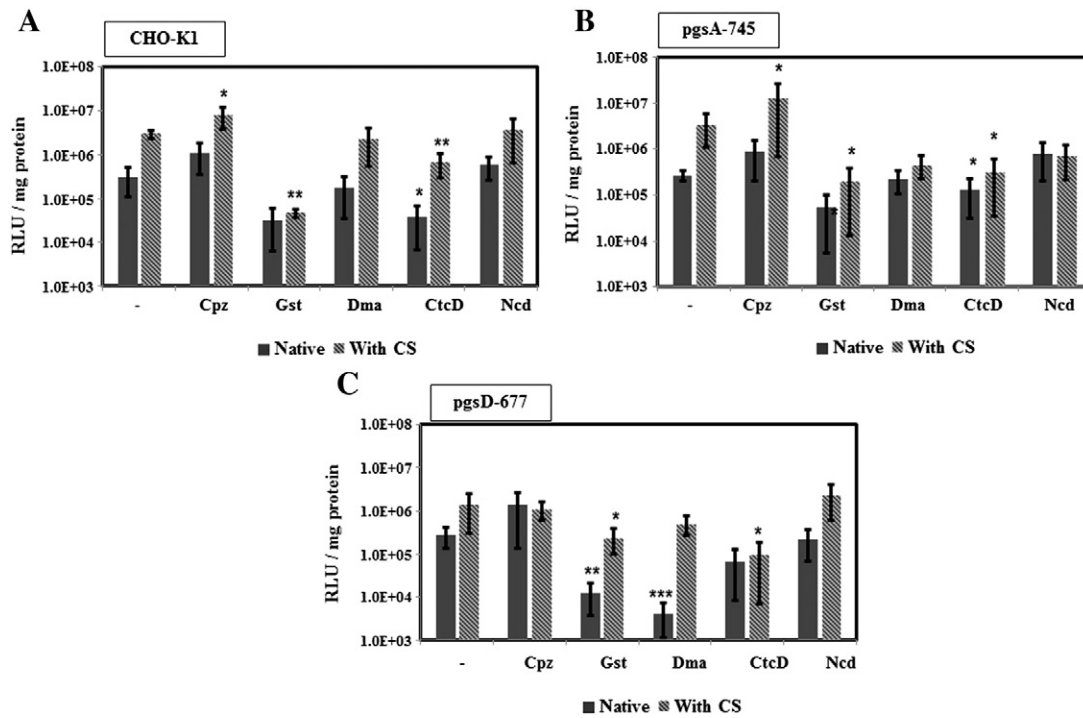 A
CHO-K1
RLU / mg protein
1.0E+08
1.0E+07
1.0E+06
1.0E+05
1.0E+04
1.0E+03
*
**
*
**
- Cpz Gst Dma CtcD Ncd
Native With CS
B
pgsA-745
RLU / mg protein
1.0E+08
1.0E+07
1.0E+06
1.0E+05
1.0E+04
1.0E+03
*
*
*
*
*
- Cpz Gst Dma CtcD Ncd
Native With CS
C
pgsD-677
RLU / mg protein
1.0E+08
1.0E+07
1.0E+06
1.0E+05
1.0E+04
1.0E+03
**
*
***
*
- Cpz Gst Dma CtcD Ncd
Native With CS